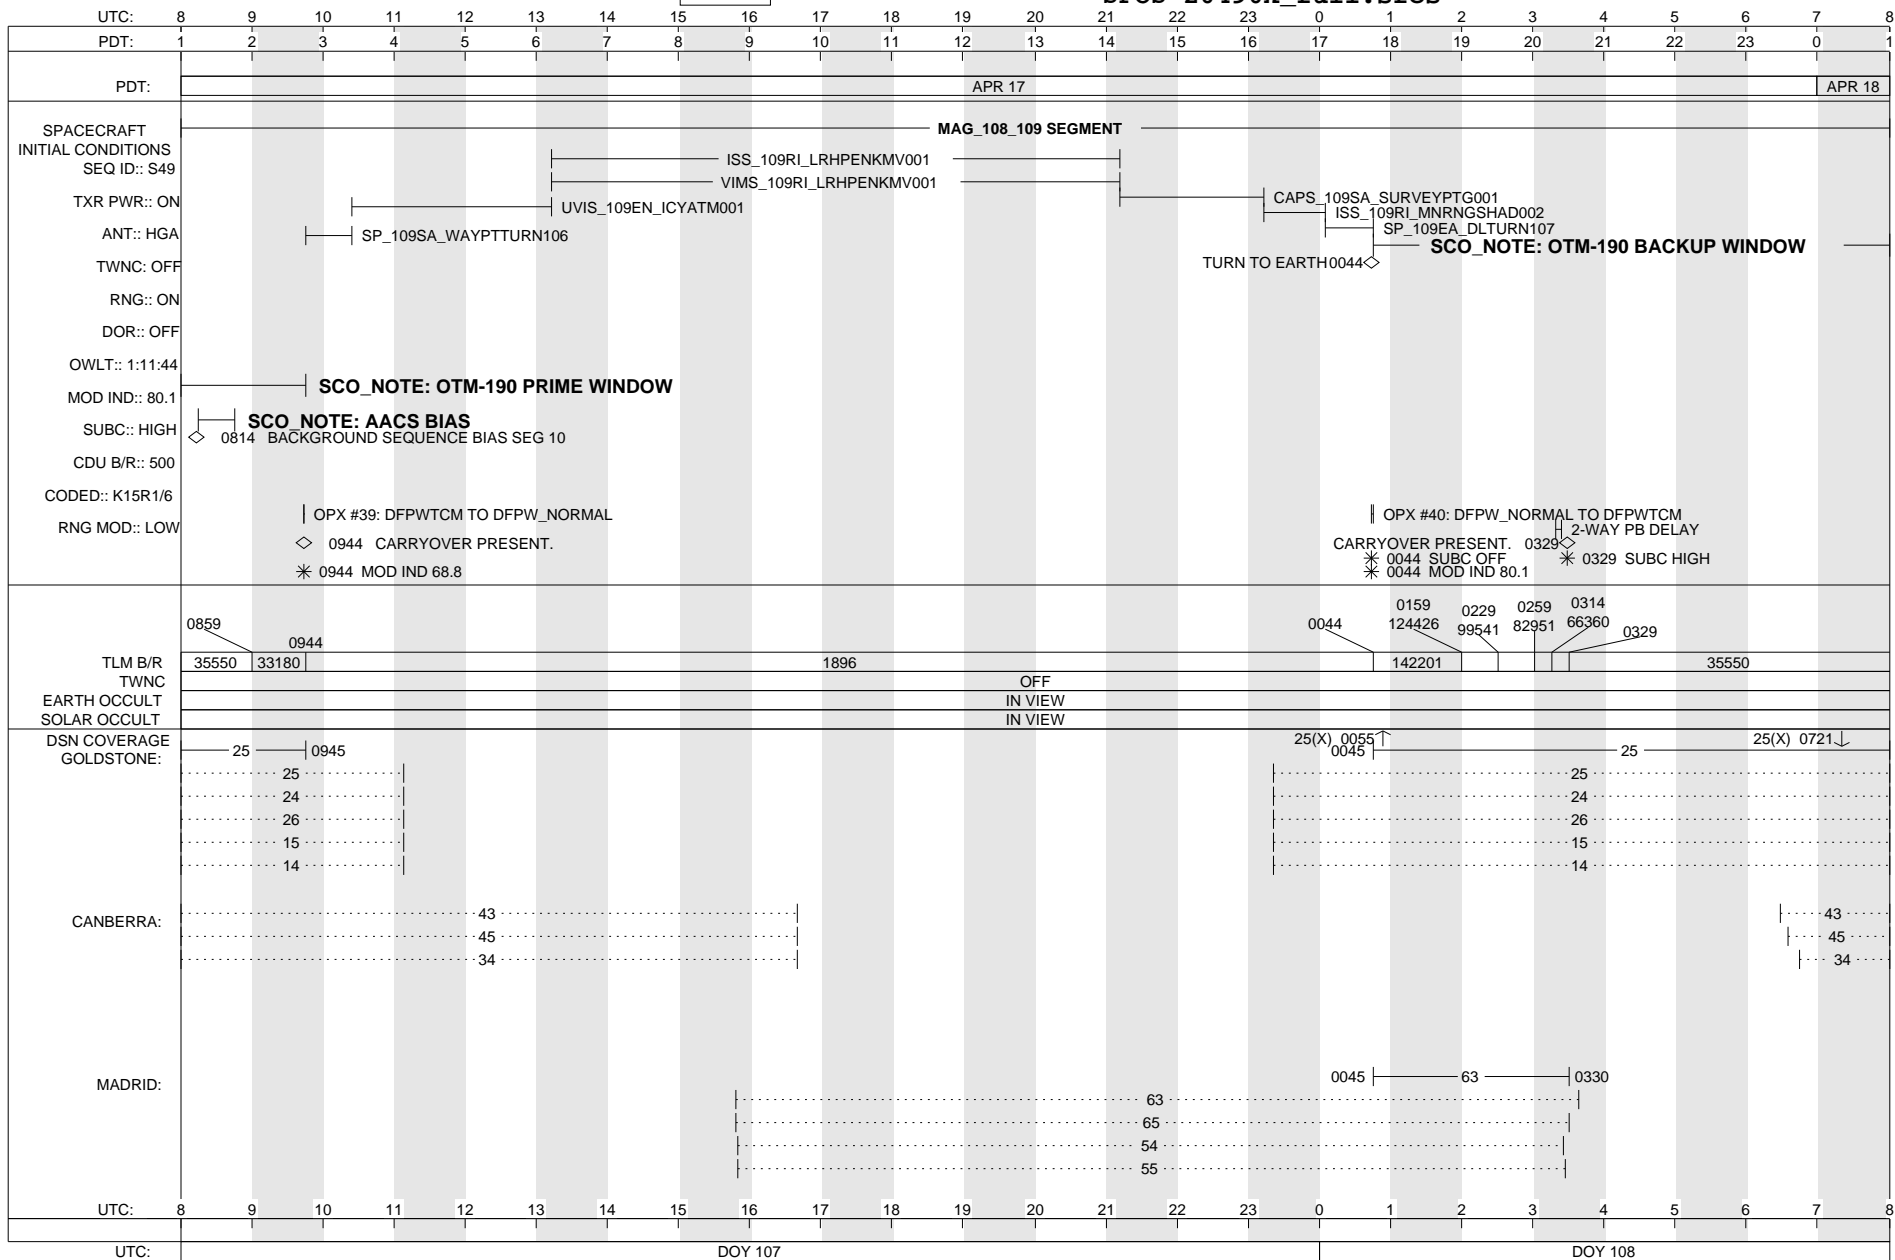 UTC: 8 9 10 11 12 13 14 15 16 17 18 19 20 21 22 23 0 1 2 3 4 5 6 7 8
PDT: 1 2 3 4 5 6 7 8 9 10 11 12 13 14 15 16 17 18 19 20 21 22 23 0 1
PDT: APR 17 APR 18
SPACECRAFT
INITIAL CONDITIONS
MAG_108_109 SEGMENT
SEQ ID:: S49
ISS_109RI_LRHPENKMV001
VIMS_109RI_LRHPENKMV001
TXR PWR:: ON
CAPS_109SA_SURVEYPTG001
UVIS_109EN_ICYATM001
ISS_109RI_MNRNGSHAD002
ANT:: HGA
SP_109SA_WAYPTTURN106
SP_109EA_DLTURN107
SCO_NOTE: OTM-190 BACKUP WINDOW
TWNC: OFF
TURN TO EARTH 0044
RNG:: ON
DOR:: OFF
OWLT:: 1:11:44
SCO_NOTE: OTM-190 PRIME WINDOW
MOD IND:: 80.1
SCO_NOTE: AACS BIAS
SUBC:: HIGH
0814 BACKGROUND SEQUENCE BIAS SEG 10
CDU B/R:: 500
CODED:: K15R1/6
OPX #39: DFPWTCM TO DFPW_NORMAL
OPX #40: DFPW_NORMAL TO DFPWTCM
RNG MOD:: LOW
2-WAY PB DELAY
0944 CARRYOVER PRESENT.
CARRYOVER PRESENT. 0329
0044 SUBC OFF
0329 SUBC HIGH
0944 MOD IND 68.8
0044 MOD IND 80.1
0859 0944 0044 0159 124426 0229 99541 0259 82951 0314 66360 0329
TLM B/R 35550 33180 1896 142201 35550
TWNC OFF
EARTH OCCULT IN VIEW
SOLAR OCCULT IN VIEW
DSN COVERAGE
25(X) 0055 25(X) 0721
GOLDSTONE: 25 0945 0045 25
25 25
24 24
26 26
15 15
14 14
CANBERRA:
43 43
45 45
34 34
MADRID:
0045 63 0330
63
65
54
55
UTC: 8 9 10 11 12 13 14 15 16 17 18 19 20 21 22 23 0 1 2 3 4 5 6 7 8
UTC: DOY 107 DOY 108